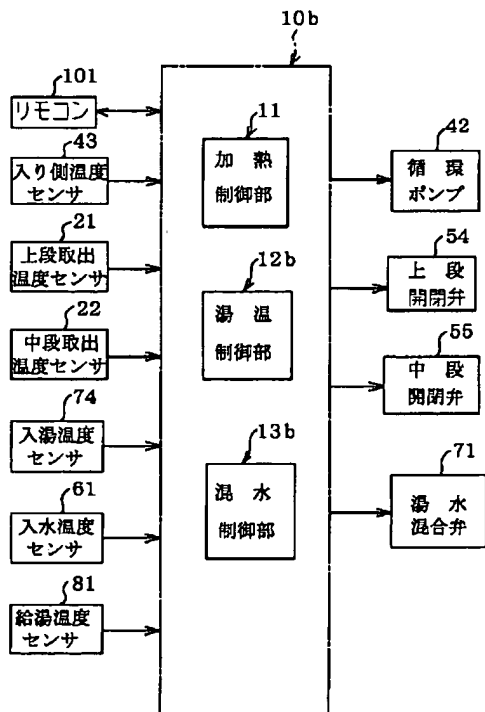 10b
101
リモコン
43
入り側温度
センサ
21
上段取出
温度センサ
22
中段取出
温度センサ
74
入湯温度
センサ
61
入水温度
センサ
81
給湯温度
センサ
11
加熱
制御部
12b
湯温
制御部
13b
混水
制御部
42
循環
ポンプ
54
上段
開閉弁
55
中段
開閉弁
71
湯水
混合弁